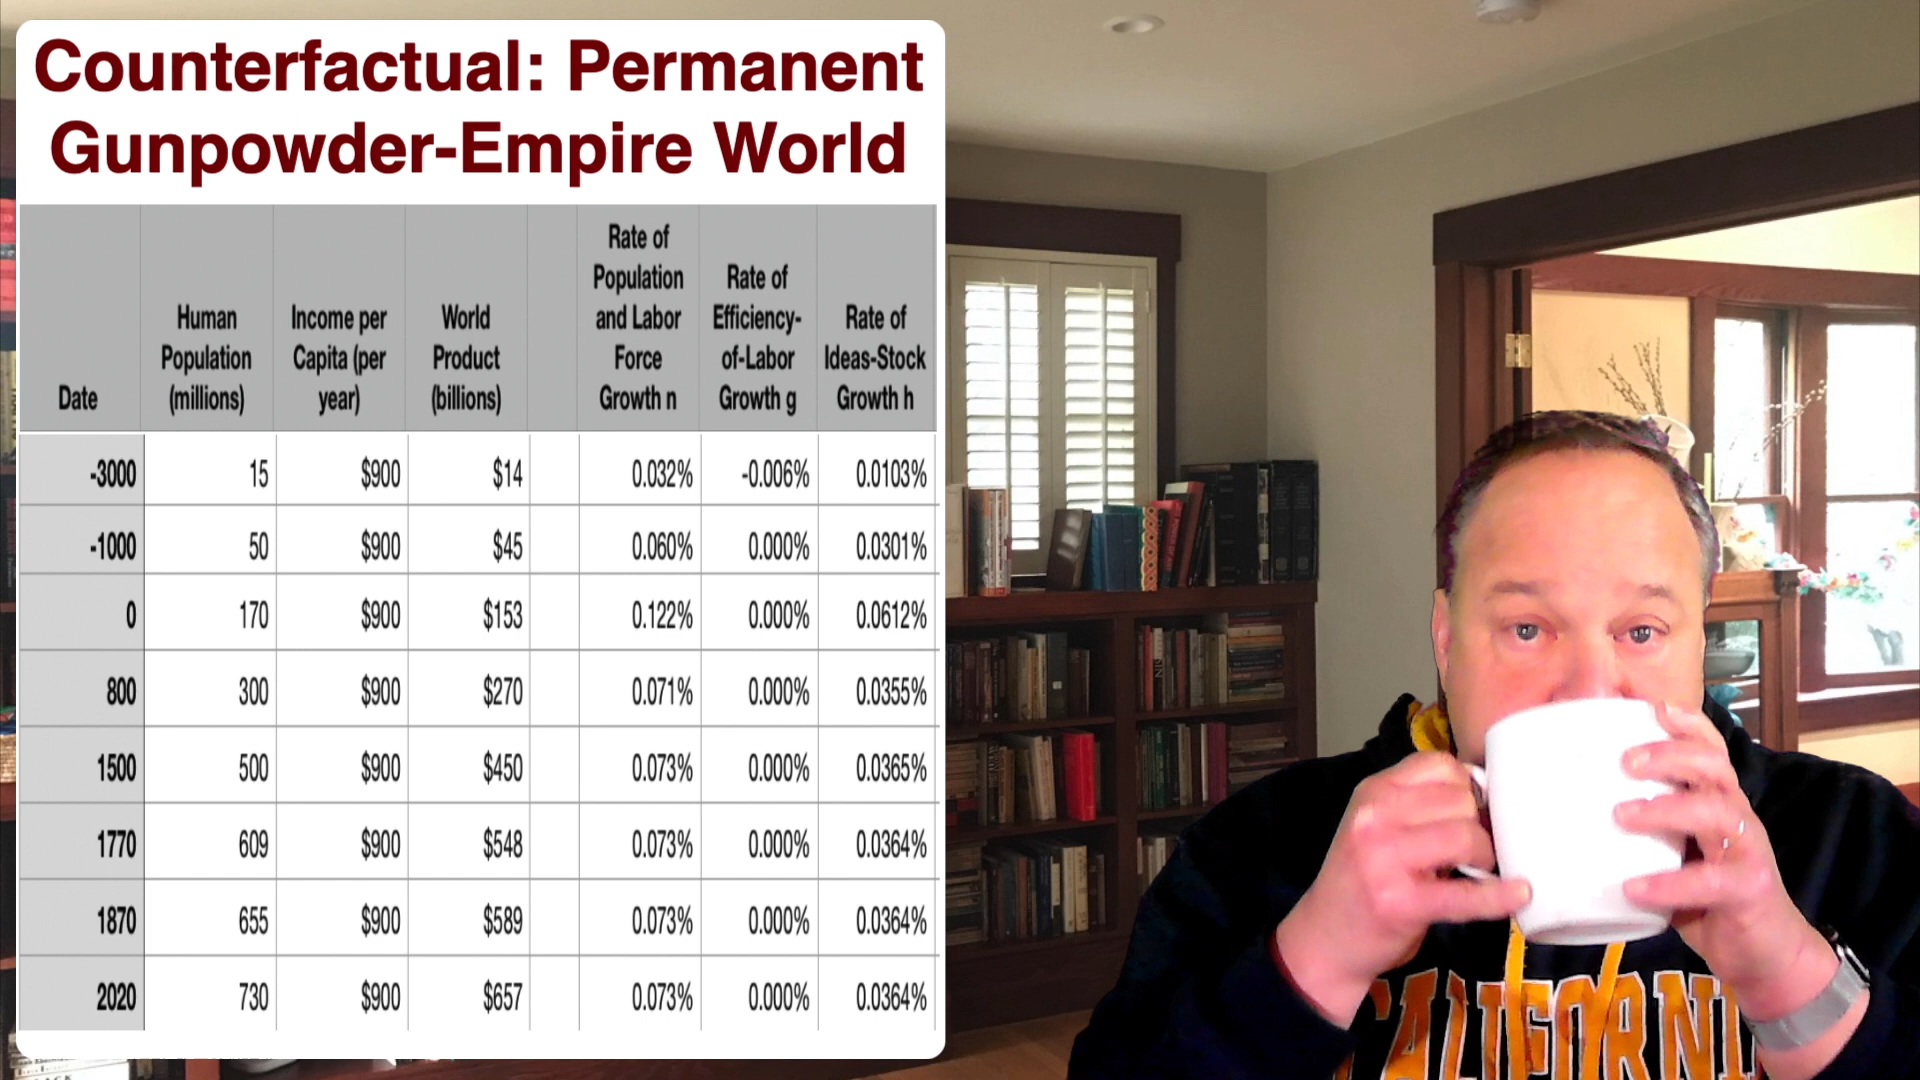 Counterfactual: Permanent
Gunpowder-Empire World
Date
Human
Population
(millions)
Income per
Capita (per
year)
World
Product
(billions)
Rate of
Population
and Labor
Force
Growth n
Rate of
Efficiency-
of-Labor
Growth g
Rate of
Ideas-Stock
Growth h
-3000 15 $900 $14 0.032% -0.006% 0.0103%
-1000 50 $900 $45 0.060% 0.000% 0.0301%
0 170 $900 $153 0.122% 0.000% 0.0612%
800 300 $900 $270 0.071% 0.000% 0.0355%
1500 500 $900 $450 0.073% 0.000% 0.0365%
1770 609 $900 $548 0.073% 0.000% 0.0364%
1870 655 $900 $589 0.073% 0.000% 0.0364%
2020 730 $900 $657 0.073% 0.000% 0.0364%